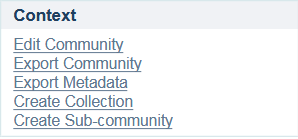 Context
Edit Community
Export Community
Export Metadata
Create Collection
Create Sub-community